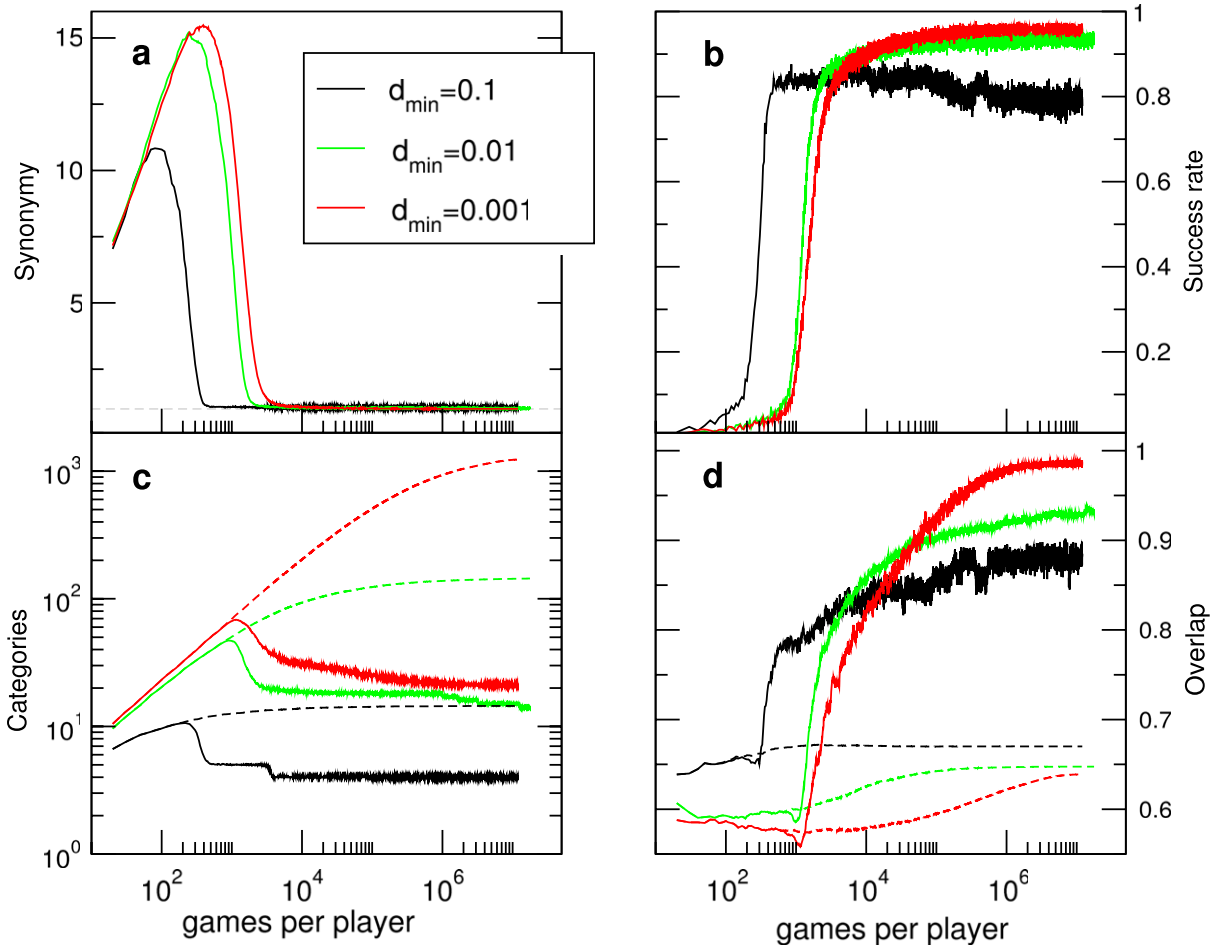 a
15
10
5
Synonymy
d_min=0.1
d_min=0.01
d_min=0.001
b
1
0.8
0.6
0.4
0.2
Success rate
c
10^3
10^2
10^1
10^0
Categories
10^2 10^4 10^6
games per player
d
1
0.9
0.8
0.7
0.6
Overlap
10^2 10^4 10^6
games per player